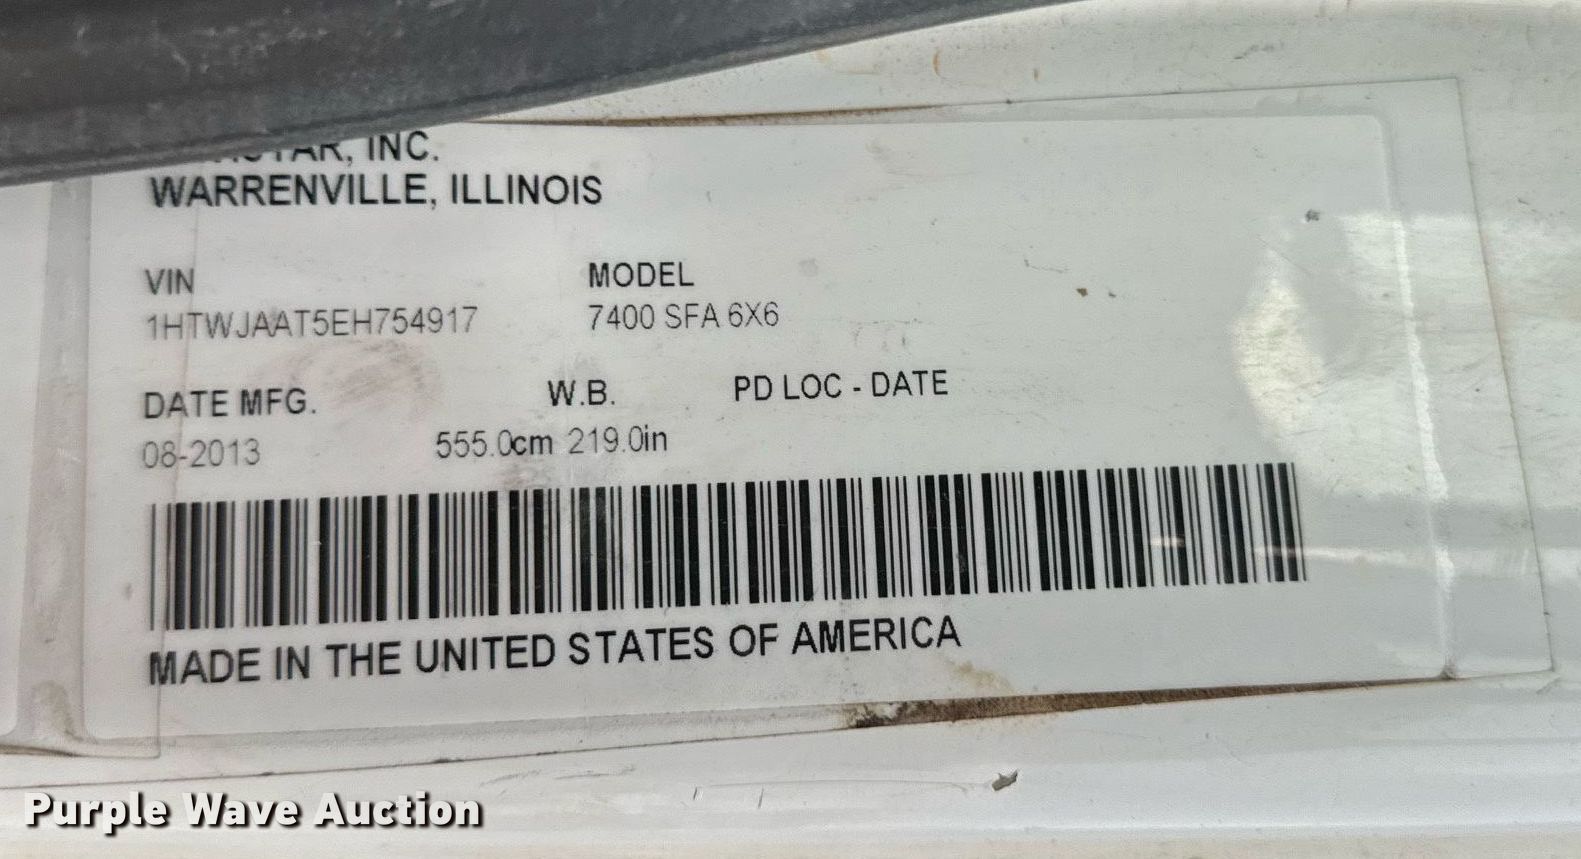 INC.
WARRENVILLE, ILLINOIS
VIN MODEL
1HTWJAAT5EH754917 7400 SFA 6X6
DATE MFG. W.B. PD LOC - DATE
08-2013 555.0cm 219.0in
MADE IN THE UNITED STATES OF AMERICA
Purple Wave Auction